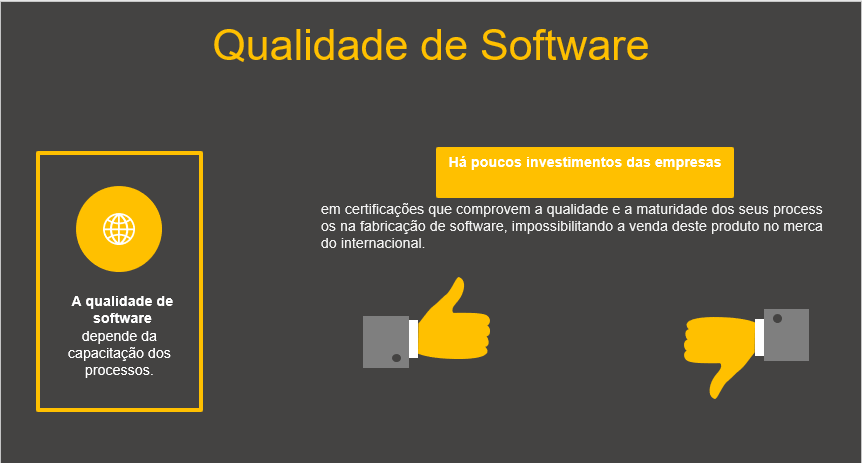 Qualidade de Software
A qualidade de
software
depende da
capacitação dos
processos.
Há poucos investimentos das empresas
em certificações que comprovem a qualidade e a maturidade dos seus process
os na fabricação de software, impossibilitando a venda deste produto no merca
do internacional.